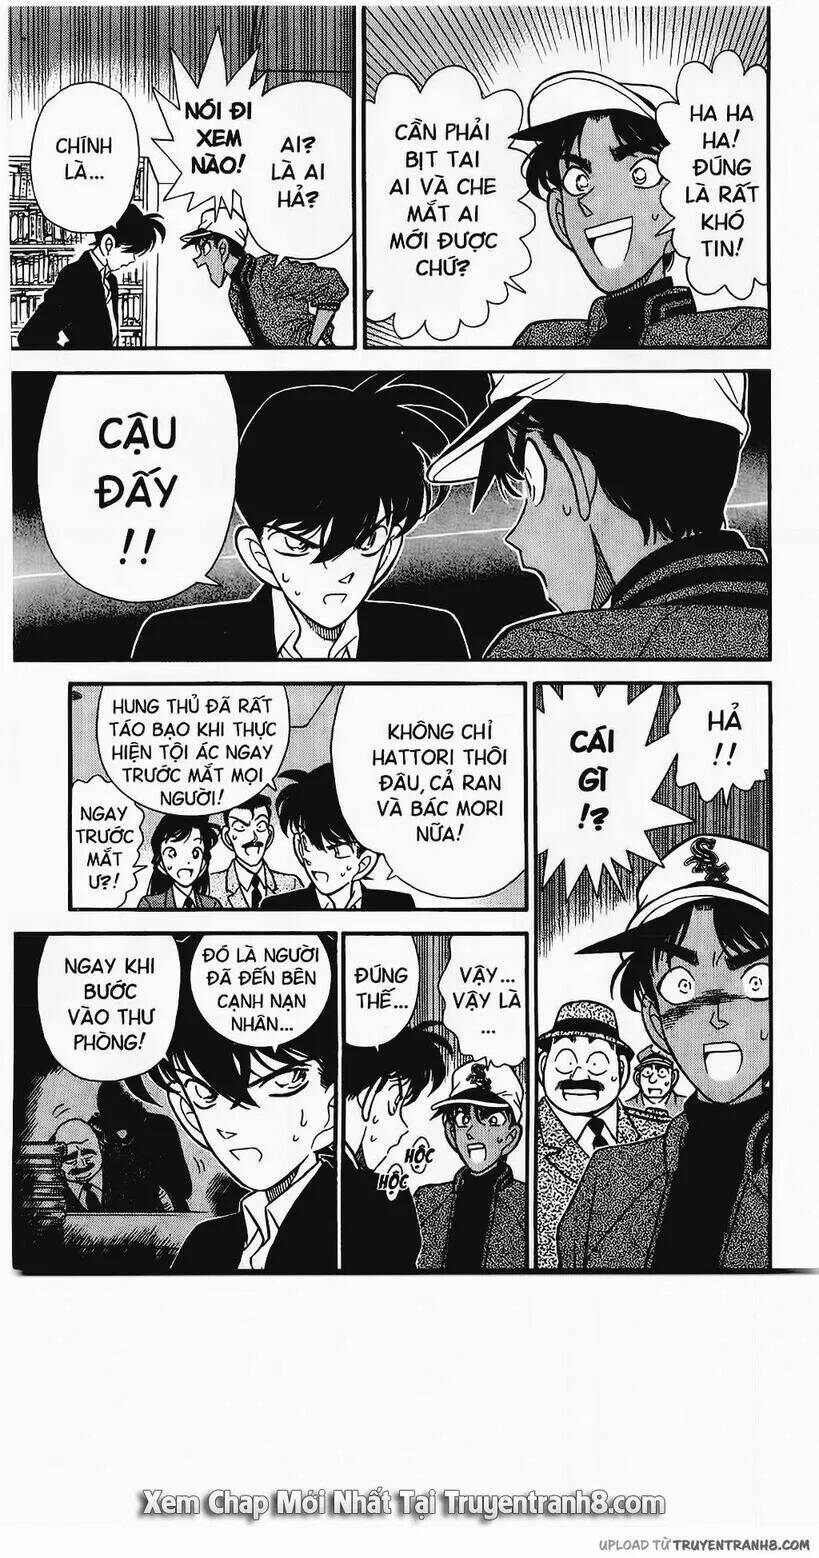 HA HA
HA!
ĐÚNG
LÀ RẤT
KHÓ
TIN!
CẦN PHẢI
BỊT TAI
AI VÀ CHE
MẮT AI
MỚI ĐƯỢC
CHỨ?
AI?
LÀ AI
HẢ?
NÓI ĐI
XEM
NÀO!
CHÍNH
LÀ...
CẬU
ĐẤY
!!
HẢ
!!
CÁI
GÌ
!?
KHÔNG CHỈ
HATTORI THÔI
ĐÂU, CẢ RAN
VÀ BÁC MORI
NỮA!
HUNG THỦ ĐÃ RẤT
TÁO BẠO KHI THỰC
HIỆN TỘI ÁC NGAY
TRƯỚC MẮT MỌI
NGƯỜI!
NGAY
TRƯỚC
MẮT
Ư?!
VẬY...
VẬY LÀ
...
ĐÚNG
THẾ...
HỘC
HỘC
ĐÓ LÀ NGƯỜI
ĐÃ ĐẾN BÊN
CẠNH NẠN
NHÂN...
NGAY KHI
BƯỚC
VÀO THƯ
PHÒNG!
Xem Chap Mới Nhất Tại Truyentranh8.com
UPLOAD TỪ TRUYENTRANH8.COM